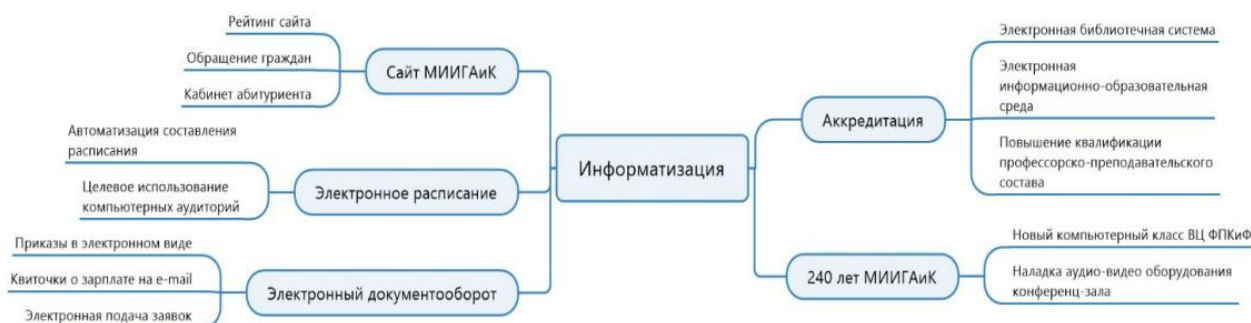 Рейтинг сайта
Обращение граждан
Кабинет абитуриента
Сайт МИИГАиК
Автоматизация составления
расписания
Целевое использование
компьютерных аудиторий
Электронное расписание
Приказы в электронном виде
Квиточки о зарплате на e-mail
Электронная подача заявок
Электронный документооборот
Информатизация
Аккредитация
Электронная библиотечная система
Электронная
информационно-образовательная
среда
Повышение квалификации
профессорско-преподавательского
состава
240 лет МИИГАиК
Новый компьютерный класс ВЦ ФПКиФ
Наладка аудио-видео оборудования
конференц-зала